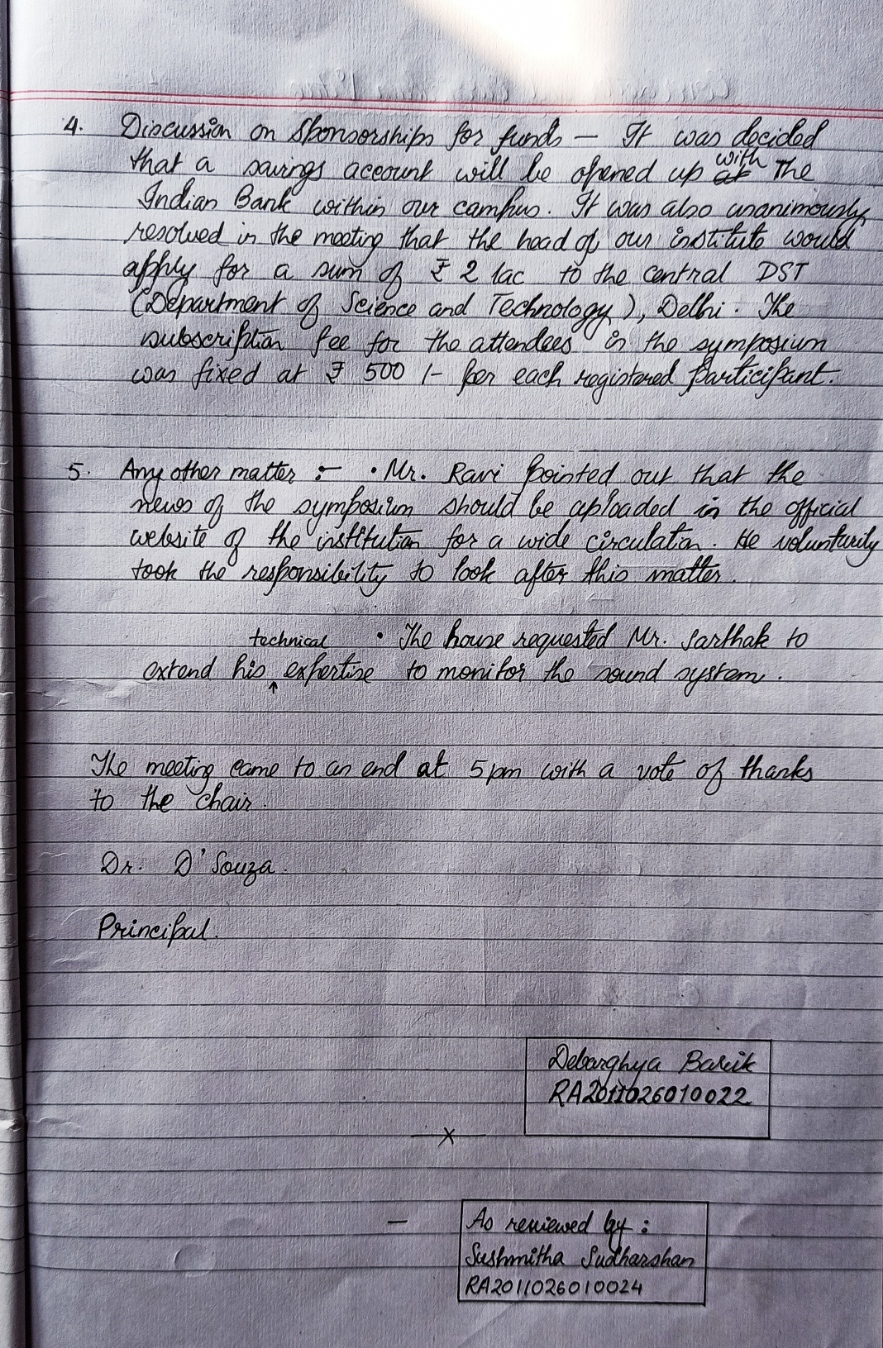 4. Discussion on Sponsorships for funds — It was decided
that a savings account will be opened up with the
Indian Bank within our campus. It was also unanimously
resolved in the meeting that the head of our institute would
apply for a sum of ₹ 2 lac to the central DST
(Department of Science and Technology), Delhi. The
subscription fee for the attendees in the symposium
was fixed at ₹ 500 /- per each registered participant.
5. Any other matter :- • Mr. Ravi pointed out that the
news of the symposium should be uploaded in the official
website of the institution for a wide circulation. He volunturily
took the responsibility to look after this matter.
• The house requested Mr. Sarthak to
extend his technical expertise to monitor the sound system.
The meeting came to an end at 5 pm with a vote of thanks
to the chair.
Dr. D'Souza.
Principal.
Debarghya Barik
RA2011026010022
x
As reviewed by :
Sushmitha Sudharshan
RA2011026010024